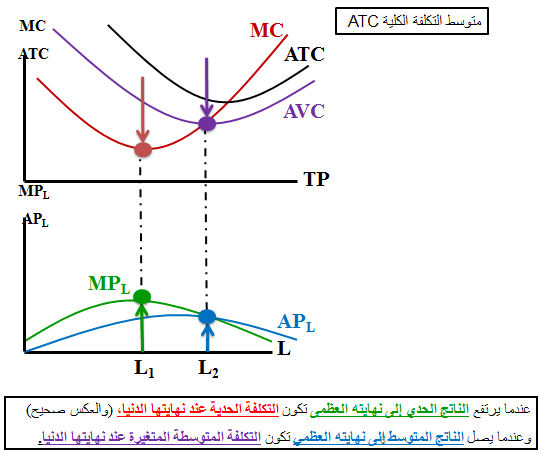 متوسط التكلفة الكلية ATC
MC
ATC
MC
ATC
AVC
TP
MPL
APL
MPL
APL
L
L1
L2
عندما يرتفع الناتج الحدي إلى نهايته العظمى تكون التكلفة الحدية عند نهايتها الدنيا، (والعكس صحيح)
وعندما يصل الناتج المتوسط إلى نهايته العظمي تكون التكلفة المتوسطة المتغيرة عند نهايتها الدنيا.